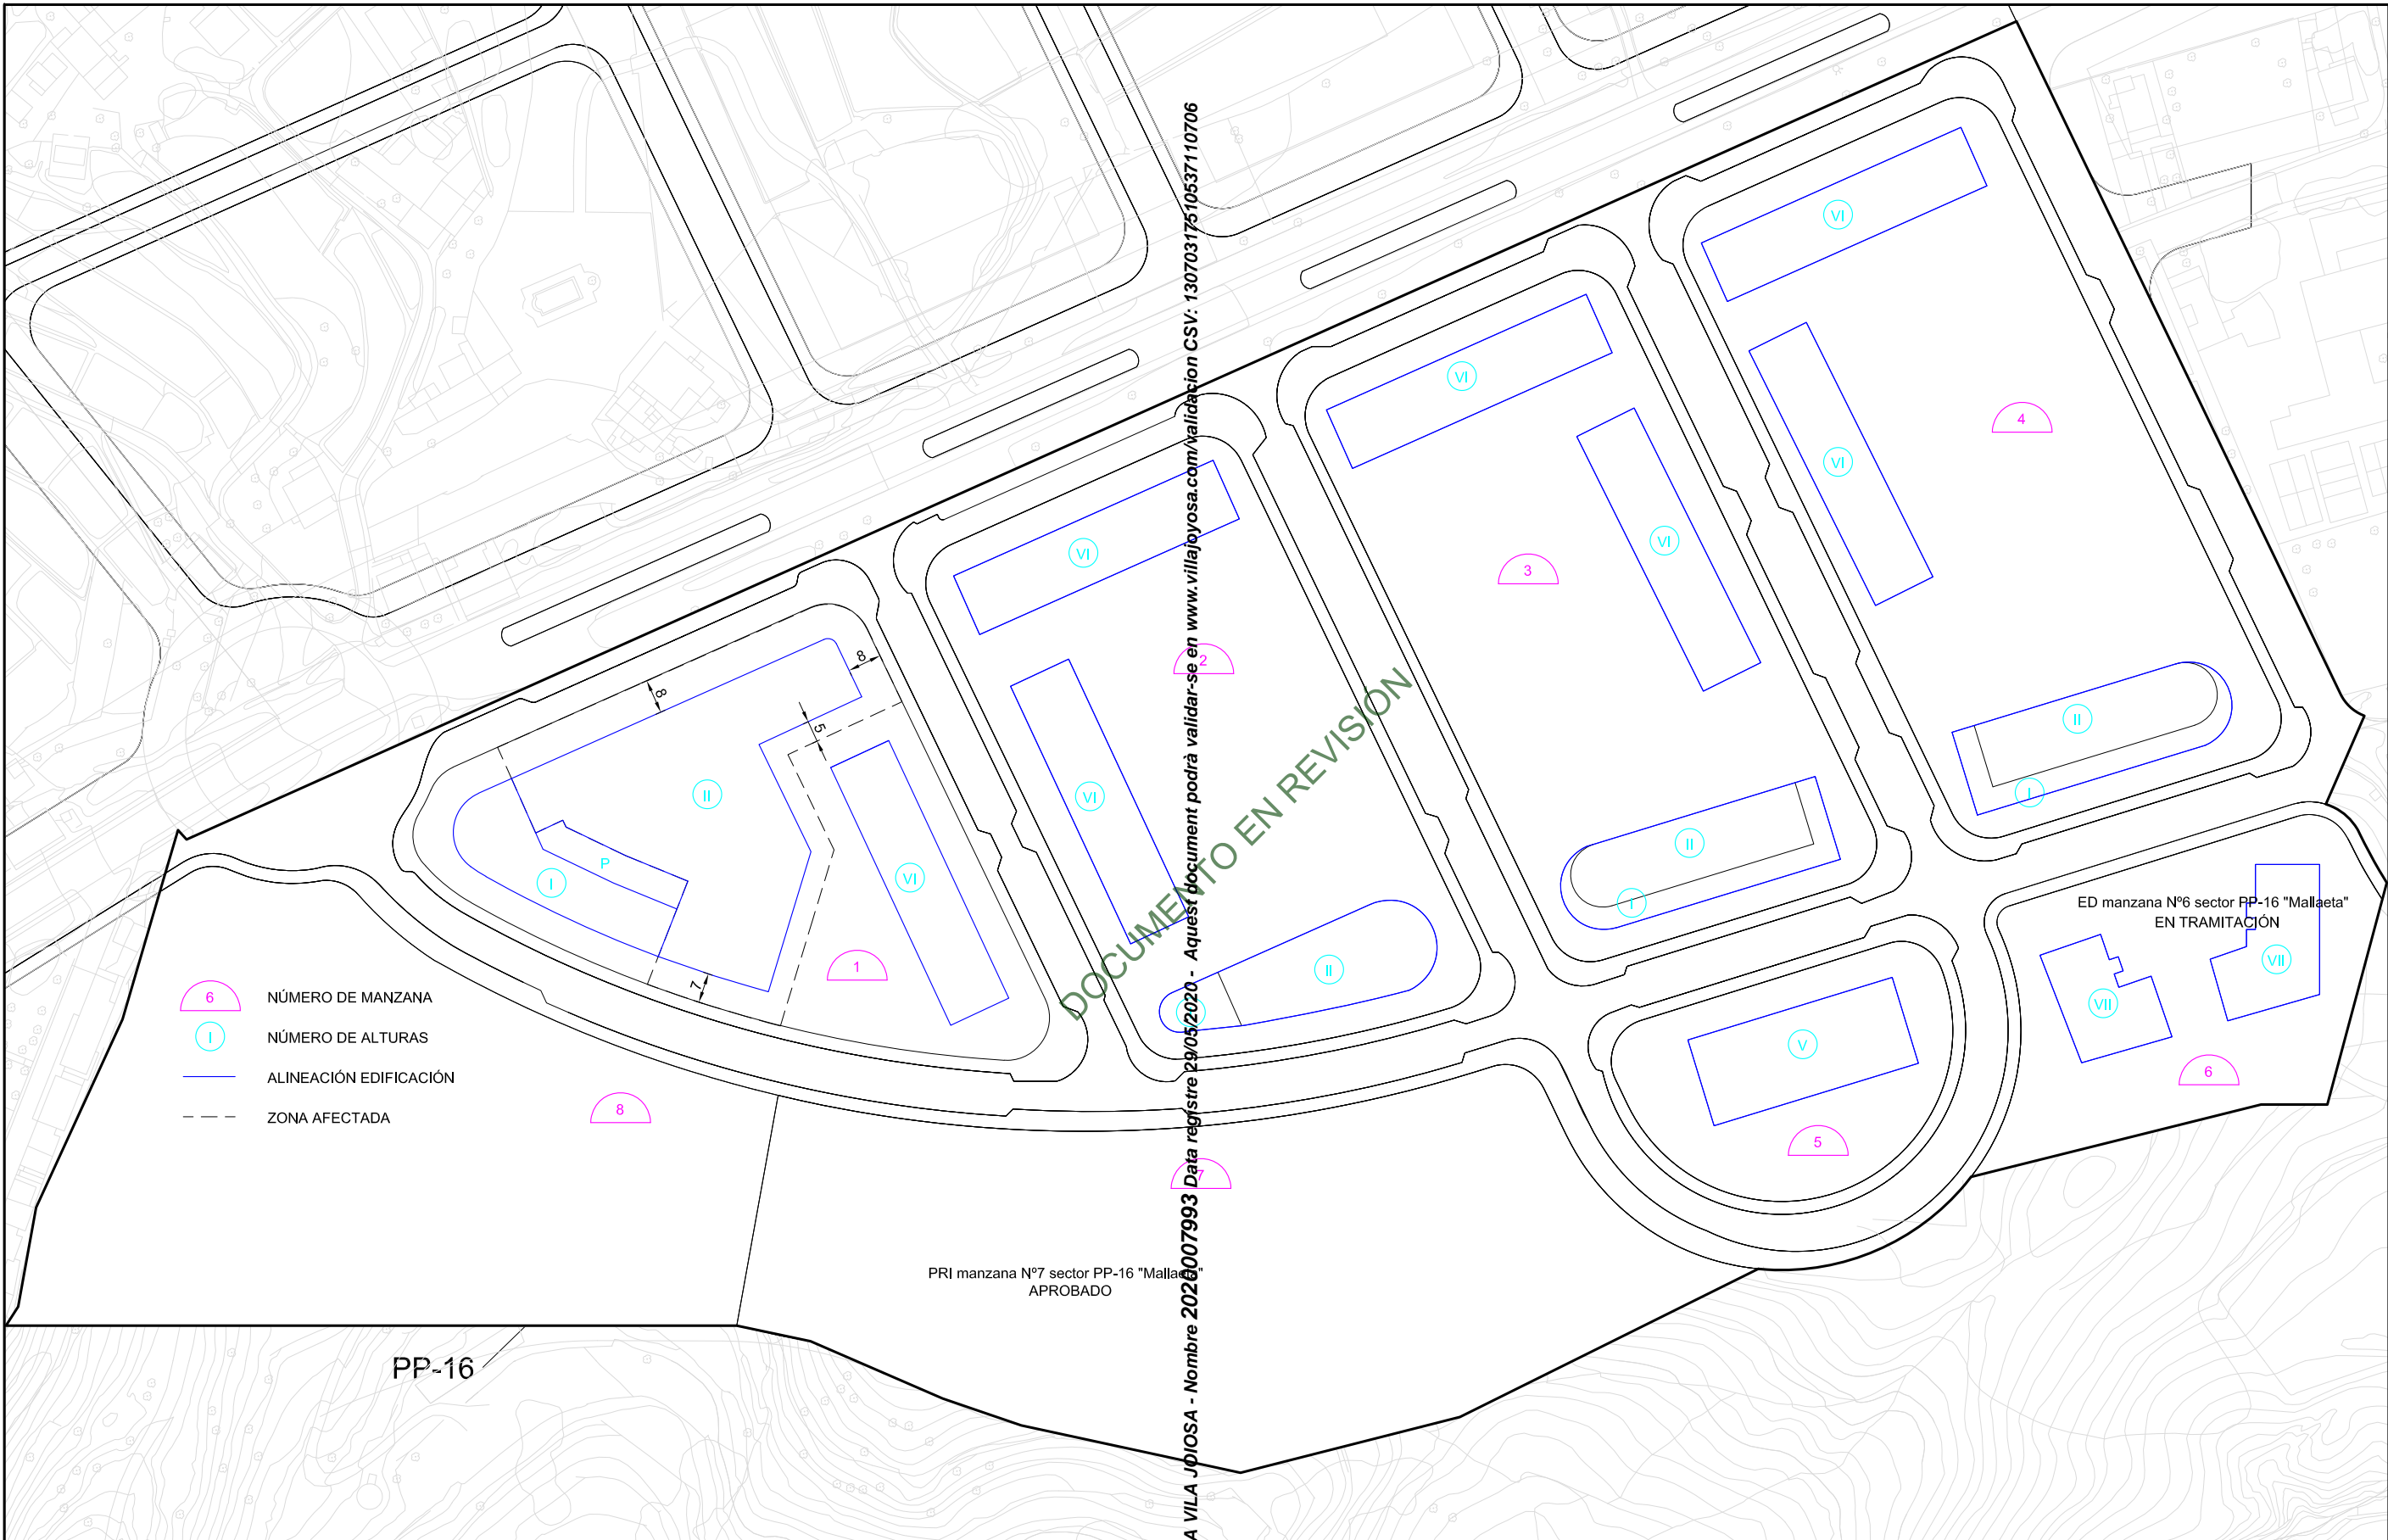 VI
4
VI
VI
VI
VI
3
VI
2
8
8
5
II
II
VI
VI
II
P
I
VI
I
II
I
II
1
7
I
V
5
ED manzana Nº6 sector PP-16 "Mallaeta"
EN TRAMITACIÓN
VII
VII
6
6 NÚMERO DE MANZANA
I NÚMERO DE ALTURAS
ALINEACIÓN EDIFICACIÓN
ZONA AFECTADA
8
7
PRI manzana Nº7 sector PP-16 "Mallaeta"
APROBADO
PP-16
DOCUMENTO EN REVISIÓN
A VILA JOIOSA - Nombre 2020007993 Data registre 29/05/2020 - Aquest document podrà validar-se en www.villajoyosa.com/validacion CSV: 13070317510537110706